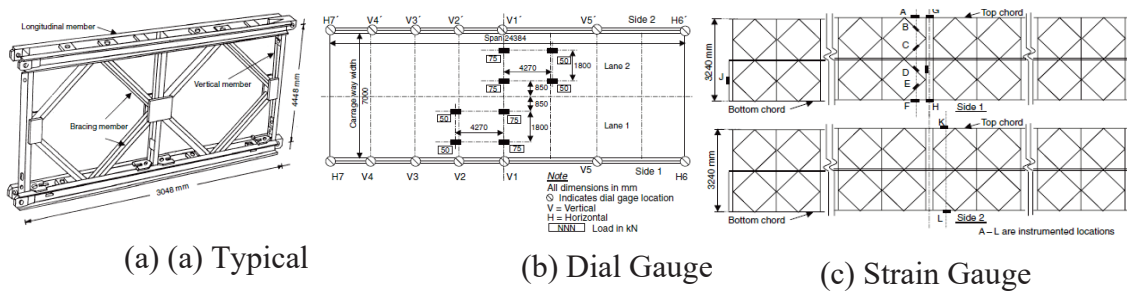 Longitudinal member
Vertical member
Bracing member
4448 mm
3048 mm
(a) (a) Typical
H7´ V4´ V3´ V2´ V1´ V5´ Side 2 H6´
Span 24384
75
50
4270
1800
Lane 2
75
850
50
Carrage way width
7000
850
50
75
4270
1800
Lane 1
50
75
H7 V4 V3 V2 V1 V5 Side 1 H6
Note
All dimensions in mm
Indicates dial gage location
V = Vertical
H = Horizontal
NNN Load in kN
(b) Dial Gauge
A G
Top chord
B
C
3240 mm
J
D
E
F H
Bottom chord
Side 1
K
Top chord
3240 mm
Bottom chord
L
Side 2
A–L are instrumented locations
(c) Strain Gauge